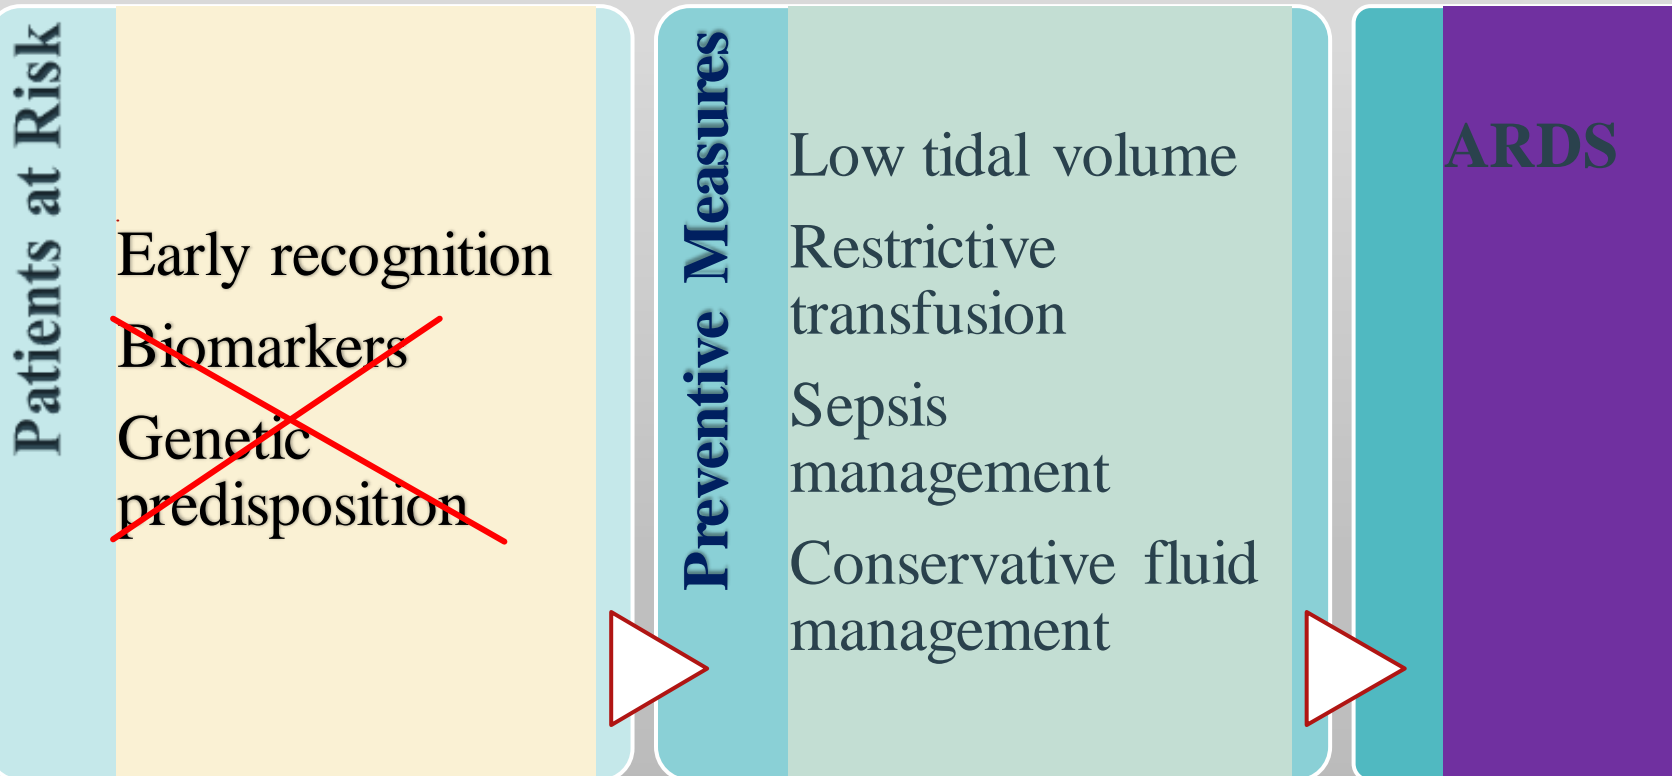 Patients at Risk
Early recognition
Biomarkers
Genetic
predisposition
Preventive Measures
Low tidal volume
Restrictive
transfusion
Sepsis
management
Conservative fluid
management
ARDS